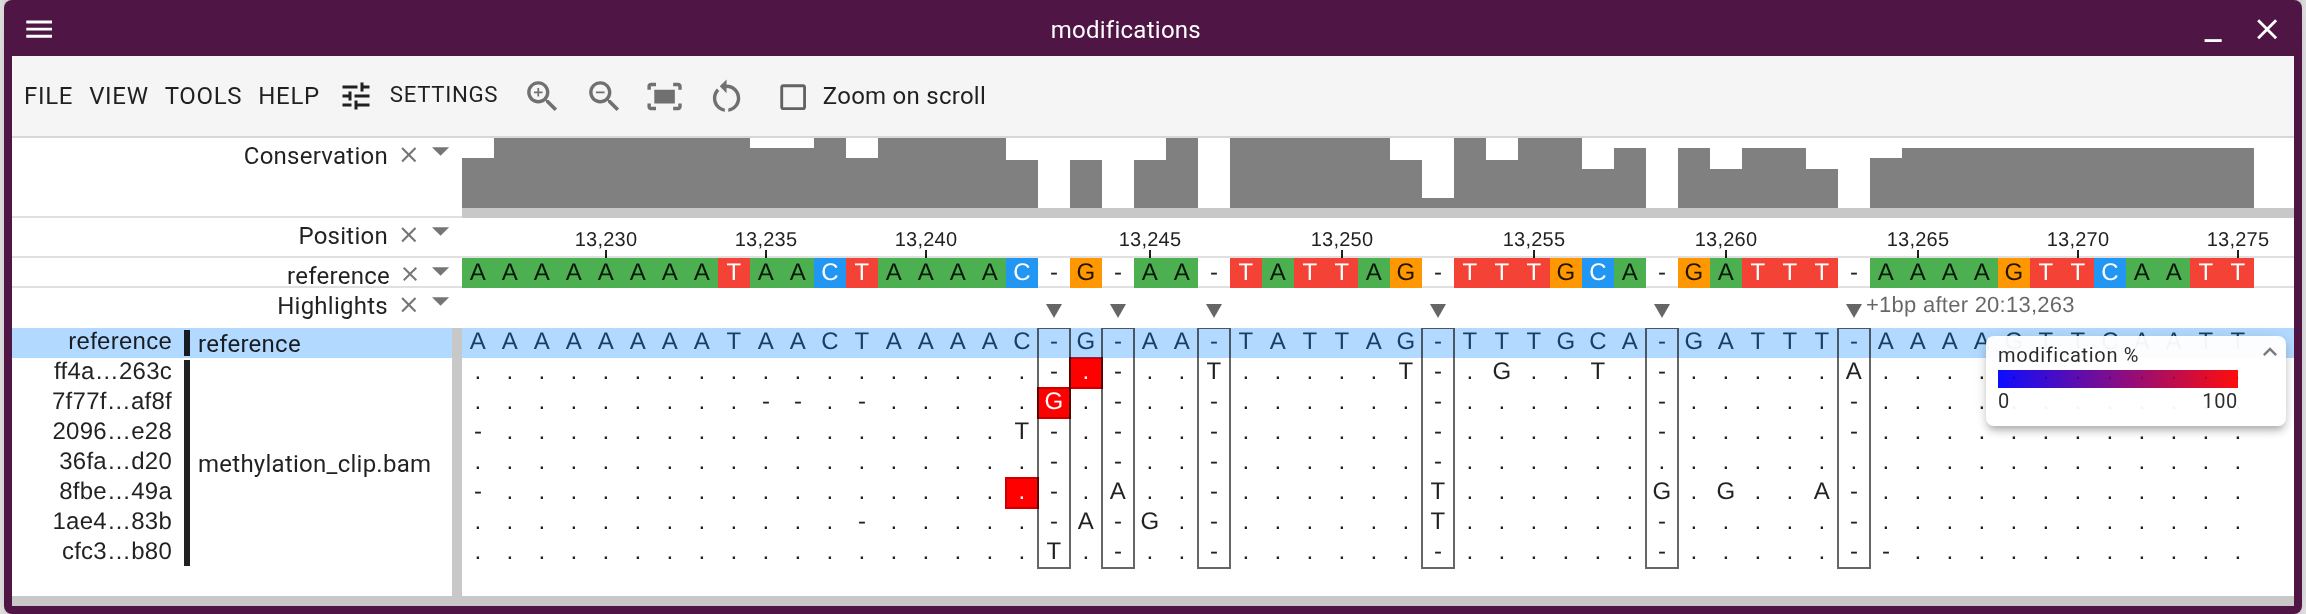 modifications
FILE VIEW TOOLS HELP SETTINGS Zoom on scroll
Conservation
Position 13,230 13,235 13,240 13,245 13,250 13,255 13,260 13,265 13,270 13,275
reference A A A A A A A A T A A C T A A A A C - G - A A - T A T T A G - T T T G C A - G A T T T - A A A A G T T C A A T T
Highlights +1bp after 20:13,263
reference reference A A A A A A A A T A A C T A A A A C - G - A A - T A T T A G - T T T G C A - G A T T T - A A A A G T T C A A T T
modification %
0 100
ff4a...263c . . . . . . . . . . . . . . . . . . - . - . . T . . . . . T - . G . . T . - . . . . . A . . .
7f77f...af8f . . . . . . . . . - - . - . . . . . G . - . . - . . . . . . - . . . . . . - . . . . . - . . .
2096...e28 - . . . . . . . . . . . . . . . . T - . - . . - . . . . . . - . . . . . . - . . . . . - . . . . . . . . . . . .
36fa...d20 . . . . . . . . . . . . . . . . . . - . - . . - . . . . . . - . . . . . . . . . . . . - . . . . . . . . . . . .
methylation_clip.bam
8fbe...49a - . . . . . . . . . . . . . . . . . - . A . . - . . . . . . T . . . . . . G . G . . A - . . . . . . . . . . . .
1ae4...83b . . . . . . . . . . . . - . . . . . - A - G . - . . . . . . T . . . . . . - . . . . . - . . . . . . . . . . . .
cfc3...b80 . . . . . . . . . . . . . . . . . . T . - . . - . . . . . . - . . . . . . - . . . . . - - . . . . . . . . . . .